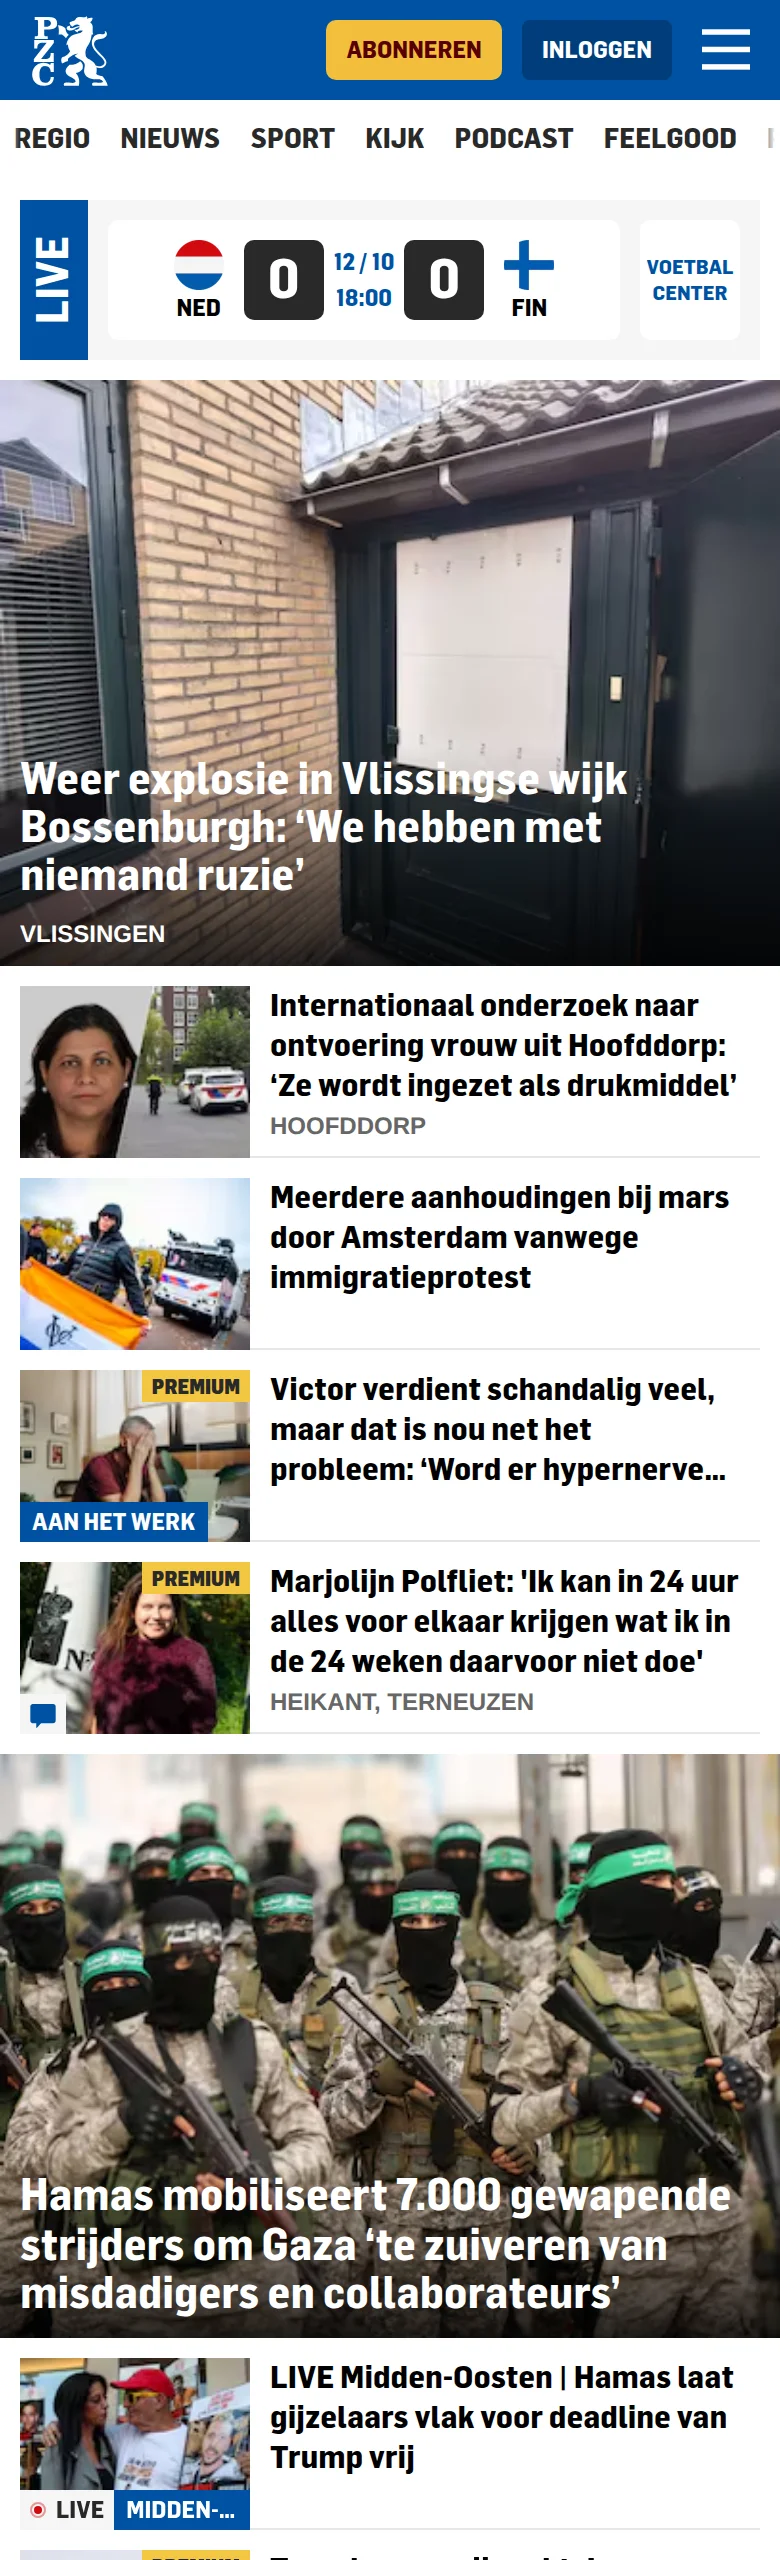 PZC
ABONNEREN
INLOGGEN
REGIO NIEUWS SPORT KIJK PODCAST FEELGOOD
LIVE
NED
0
12 / 10
18:00
0
FIN
VOETBAL
CENTER
Weer explosie in Vlissingse wijk
Bossenburgh: ‘We hebben met
niemand ruzie’
VLISSINGEN
Internationaal onderzoek naar
ontvoering vrouw uit Hoofddorp:
‘Ze wordt ingezet als drukmiddel’
HOOFDDORP
Meerdere aanhoudingen bij mars
door Amsterdam vanwege
immigratieprotest
PREMIUM
AAN HET WERK
Victor verdient schandalig veel,
maar dat is nou net het
probleem: ‘Word er hypernerve...
PREMIUM
Marjolijn Polfliet: 'Ik kan in 24 uur
alles voor elkaar krijgen wat ik in
de 24 weken daarvoor niet doe'
HEIKANT, TERNEUZEN
Hamas mobiliseert 7.000 gewapende
strijders om Gaza ‘te zuiveren van
misdadigers en collaborateurs’
LIVE MIDDEN-...
LIVE Midden-Oosten | Hamas laat
gijzelaars vlak voor deadline van
Trump vrij